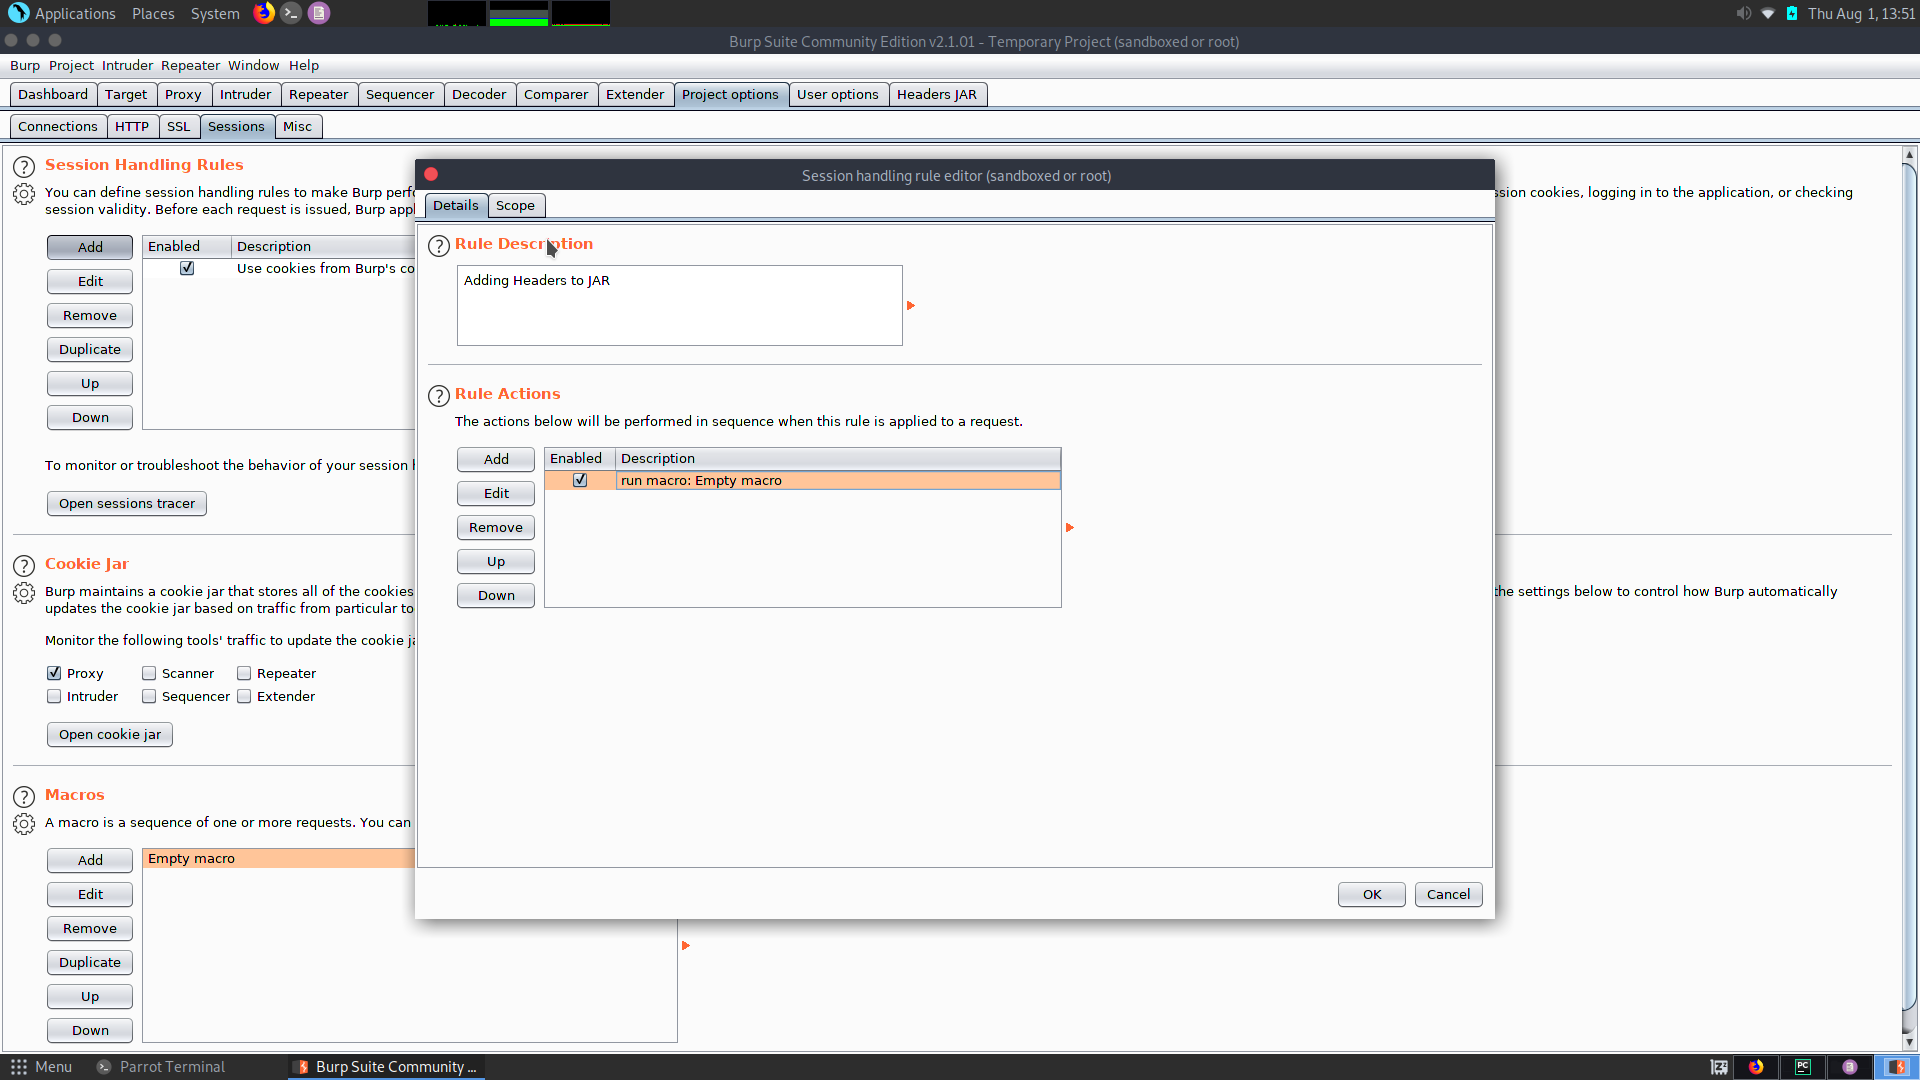 Applications Places System
Thu Aug 1, 13:51
Burp Suite Community Edition v2.1.01 - Temporary Project (sandboxed or root)
Burp Project Intruder Repeater Window Help
Dashboard Target Proxy Intruder Repeater Sequencer Decoder Comparer Extender Project options User options Headers JAR
Connections HTTP SSL Sessions Misc
Session Handling Rules
You can define session handling rules to make Burp perf
ssion cookies, logging in to the application, or checking
session validity. Before each request is issued, Burp app
Add
Enabled Description
Use cookies from Burp's co
Edit
Remove
Duplicate
Up
Down
To monitor or troubleshoot the behavior of your session
Open sessions tracer
Cookie Jar
Burp maintains a cookie jar that stores all of the cookies
the settings below to control how Burp automatically
updates the cookie jar based on traffic from particular to
Monitor the following tools' traffic to update the cookie ja
Proxy Scanner Repeater
Intruder Sequencer Extender
Open cookie jar
Macros
A macro is a sequence of one or more requests. You can
Add
Empty macro
Edit
Remove
Duplicate
Up
Down
Session handling rule editor (sandboxed or root)
Details Scope
Rule Description
Adding Headers to JAR
Rule Actions
The actions below will be performed in sequence when this rule is applied to a request.
Add
Enabled Description
run macro: Empty macro
Edit
Remove
Up
Down
OK Cancel
Menu Parrot Terminal Burp Suite Community ...
PC